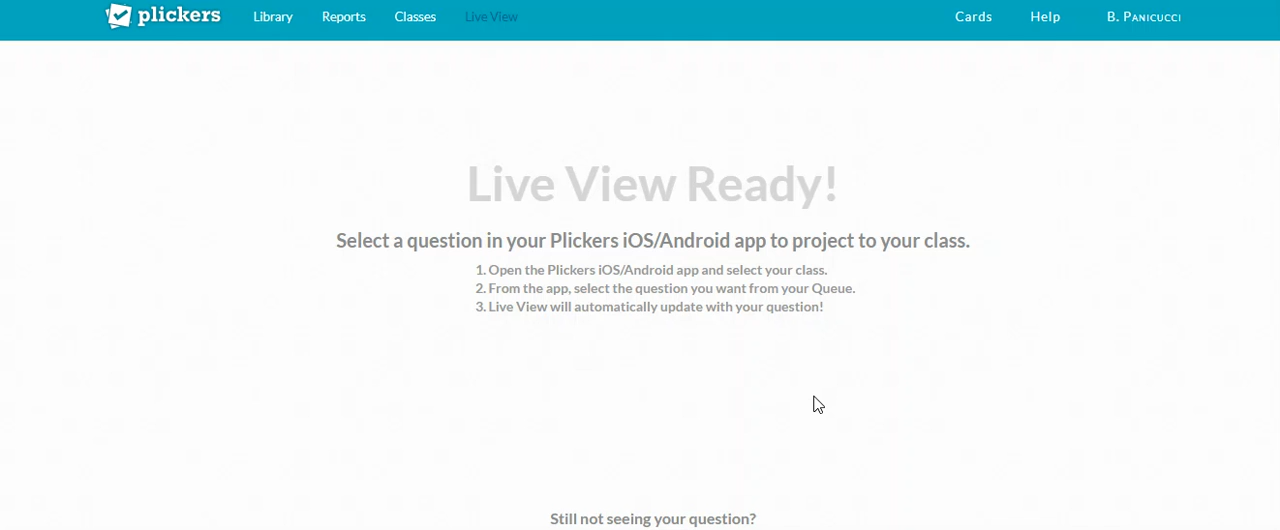 plickers Library Reports Classes Live View Cards Help B. Panicucci
Live View Ready!
Select a question in your Plickers iOS/Android app to project to your class.
1. Open the Plickers iOS/Android app and select your class.
2. From the app, select the question you want from your Queue.
3. Live View will automatically update with your question!
Still not seeing your question?